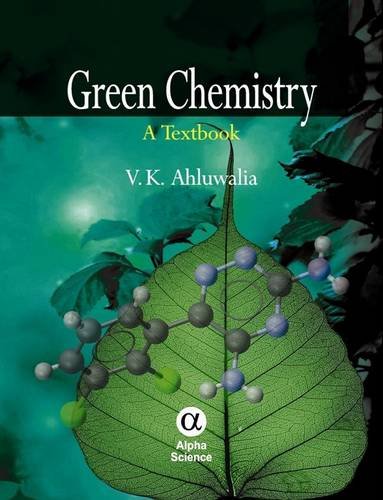 Green Chemistry
A Textbook
V. K. Ahluwalia
α
Alpha
Science